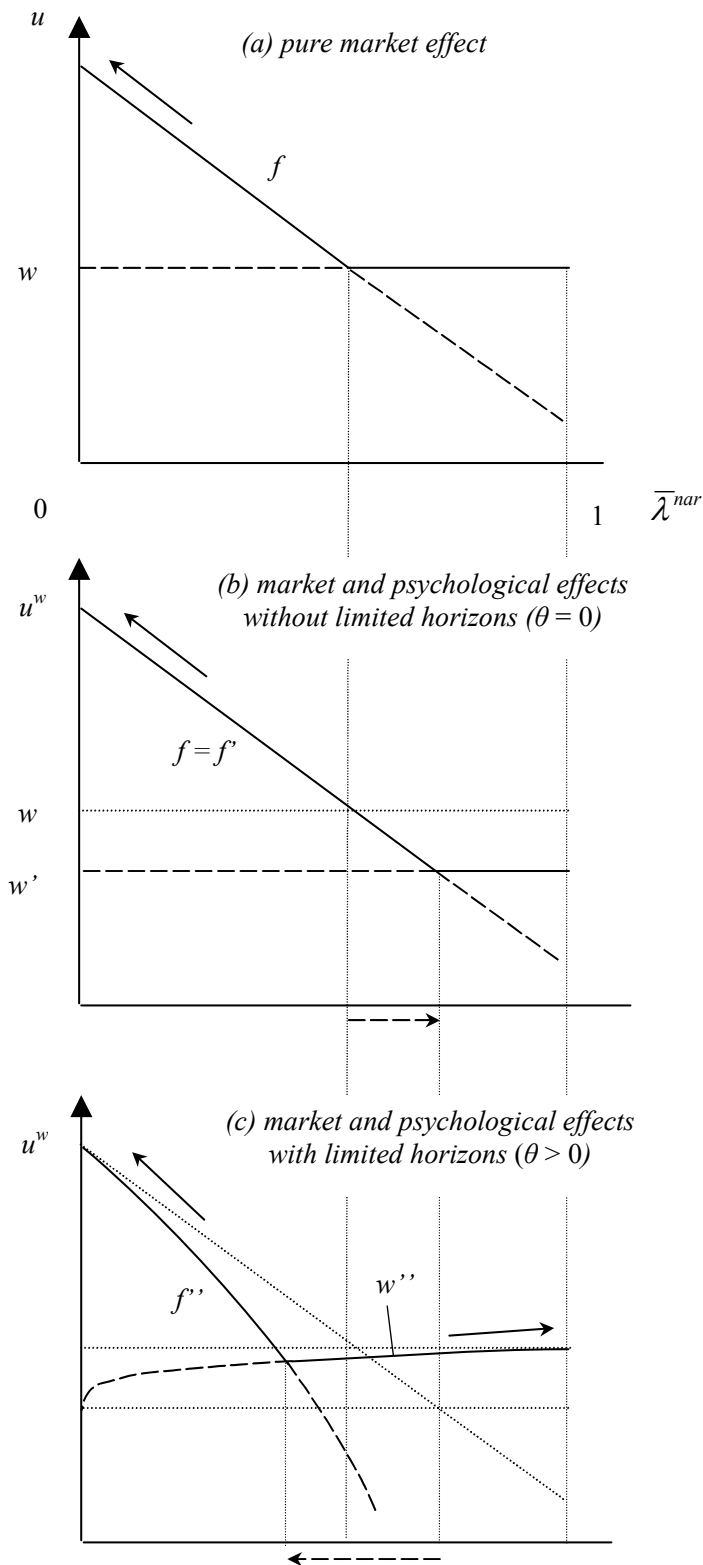 u
(a) pure market effect
f
w
0
1
λ̄^nar
(b) market and psychological effects
without limited horizons (θ = 0)
u^w
f = f’
w
w’
(c) market and psychological effects
with limited horizons (θ > 0)
u^w
w’’
f’’